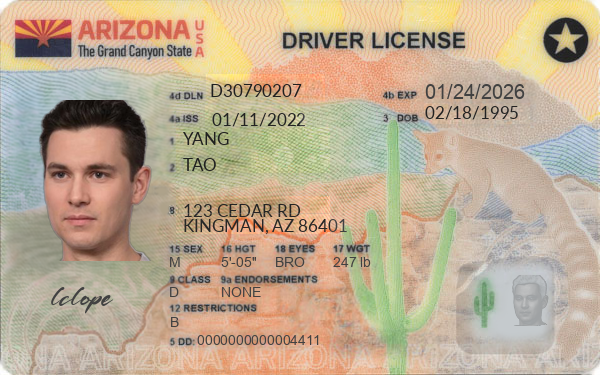 ARIZONA USA
The Grand Canyon State
DRIVER LICENSE
4d DLN D30790207
4b EXP 01/24/2026
4a ISS 01/11/2022
3 DOB 02/18/1995
1 YANG
2 TAO
8 123 CEDAR RD
KINGMAN, AZ 86401
15 SEX 16 HGT 18 EYES 17 WGT
M 5'-05" BRO 247 lb
9 CLASS 9a ENDORSEMENTS
D NONE
12 RESTRICTIONS
B
lclope
5 DD: 0000000000004411
ARIZONA ARIZONA ARIZONA ARIZONA